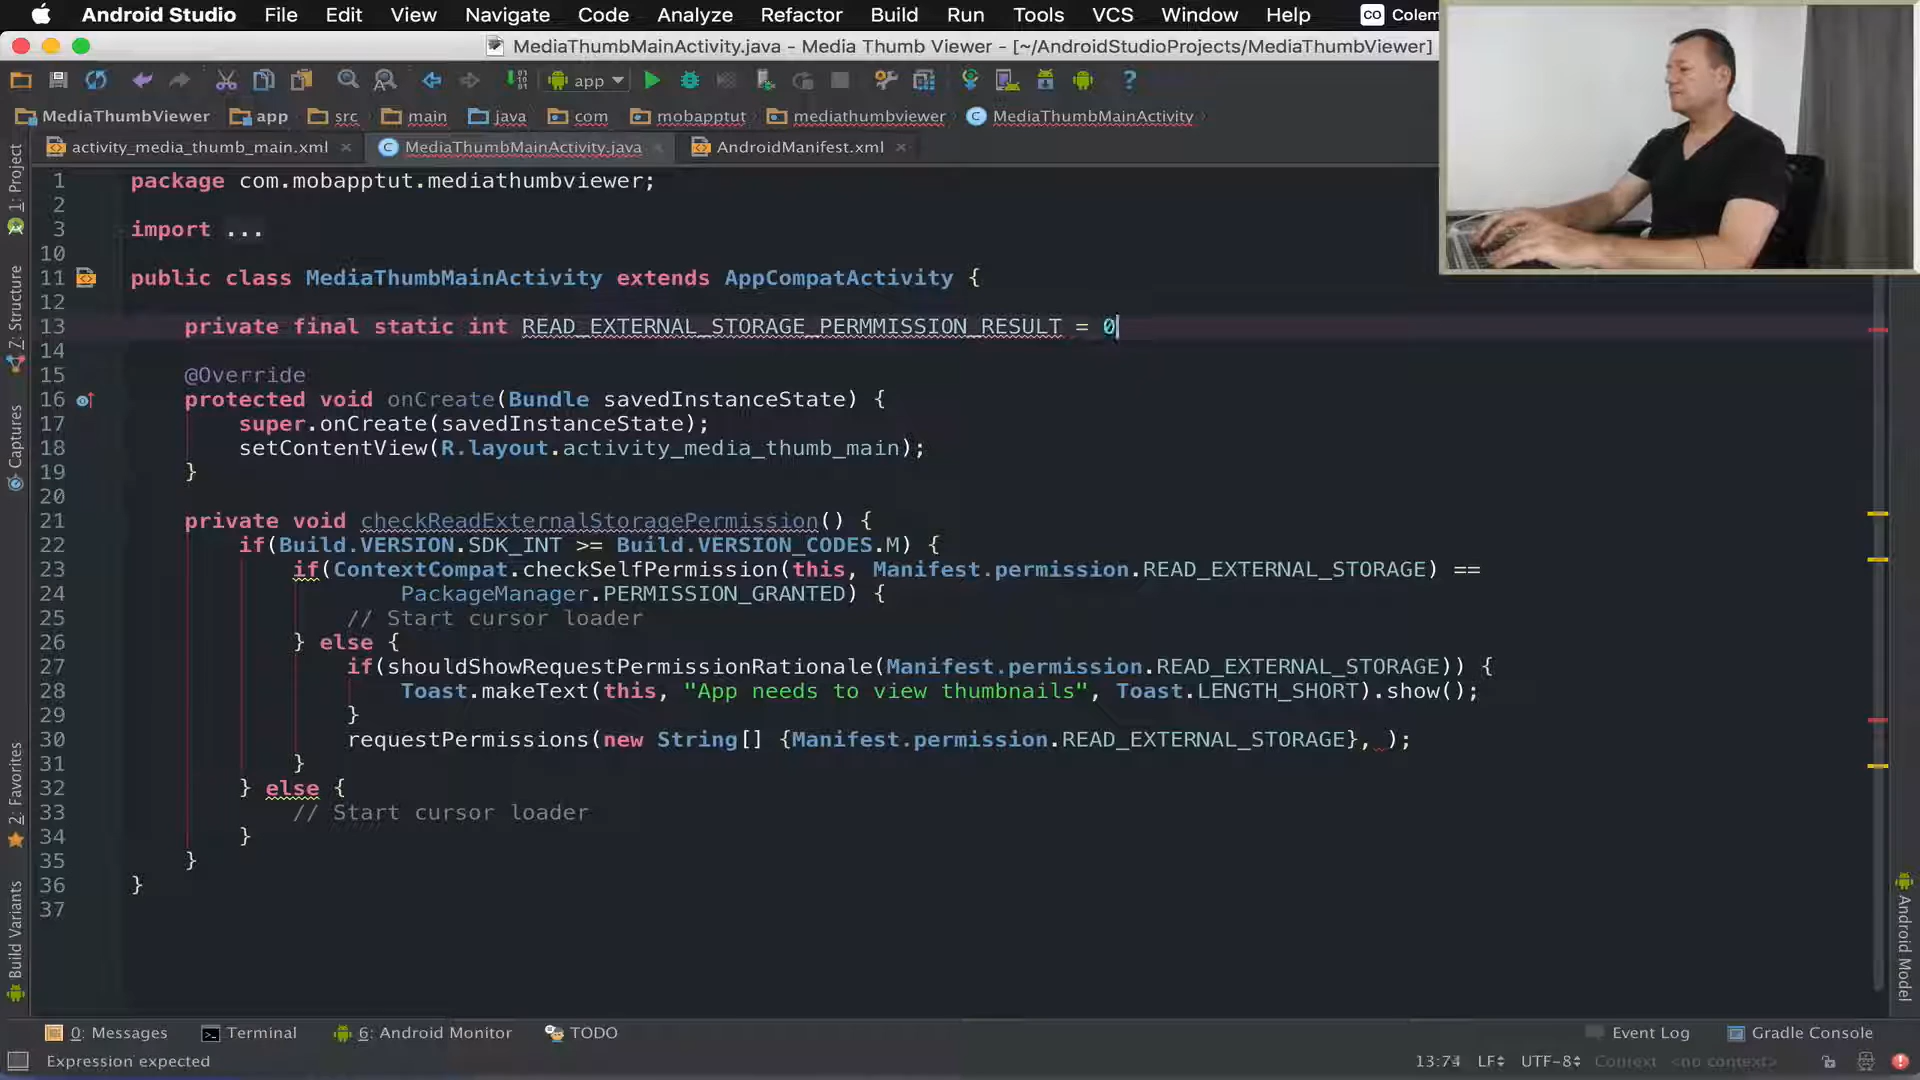 Android Studio File Edit View Navigate Code Analyze Refactor Build Run Tools VCS Window Help CO Colem
MediaThumbMainActivity.java - Media Thumb Viewer - [~/AndroidStudioProjects/MediaThumbViewer]
app
MediaThumbViewer app src main java com mobapptut mediathumbviewer MediaThumbMainActivity
activity_media_thumb_main.xml MediaThumbMainActivity.java AndroidManifest.xml
1: Project
7: Structure
Captures
2: Favorites
Build Variants
1 package com.mobapptut.mediathumbviewer;
2
3 import ...
10
11 public class MediaThumbMainActivity extends AppCompatActivity {
12
13 private final static int READ_EXTERNAL_STORAGE_PERMMISSION_RESULT = 0
14
15 @Override
16 protected void onCreate(Bundle savedInstanceState) {
17 super.onCreate(savedInstanceState);
18 setContentView(R.layout.activity_media_thumb_main);
19 }
20
21 private void checkReadExternalStoragePermission() {
22 if(Build.VERSION.SDK_INT >= Build.VERSION_CODES.M) {
23 if(ContextCompat.checkSelfPermission(this, Manifest.permission.READ_EXTERNAL_STORAGE) ==
24 PackageManager.PERMISSION_GRANTED) {
25 // Start cursor loader
26 } else {
27 if(shouldShowRequestPermissionRationale(Manifest.permission.READ_EXTERNAL_STORAGE)) {
28 Toast.makeText(this, "App needs to view thumbnails", Toast.LENGTH_SHORT).show();
29 }
30 requestPermissions(new String[] {Manifest.permission.READ_EXTERNAL_STORAGE}, );
31 }
32 } else {
33 // Start cursor loader
34 }
35 }
36 }
37
Android Model
0: Messages Terminal 6: Android Monitor TODO Event Log Gradle Console
Expression expected 13:74 LF UTF-8 Context: <no context>